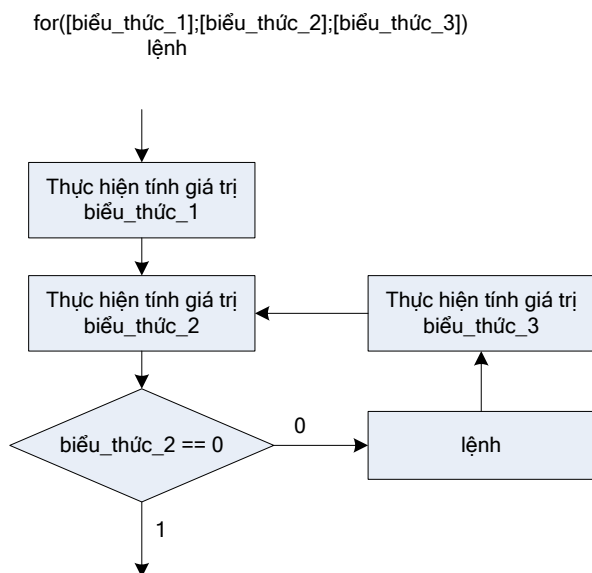 for([biểu_thức_1];[biểu_thức_2];[biểu_thức_3])
lệnh
Thực hiện tính giá trị
biểu_thức_1
Thực hiện tính giá trị
biểu_thức_2
Thực hiện tính giá trị
biểu_thức_3
biểu_thức_2 == 0
0
lệnh
1